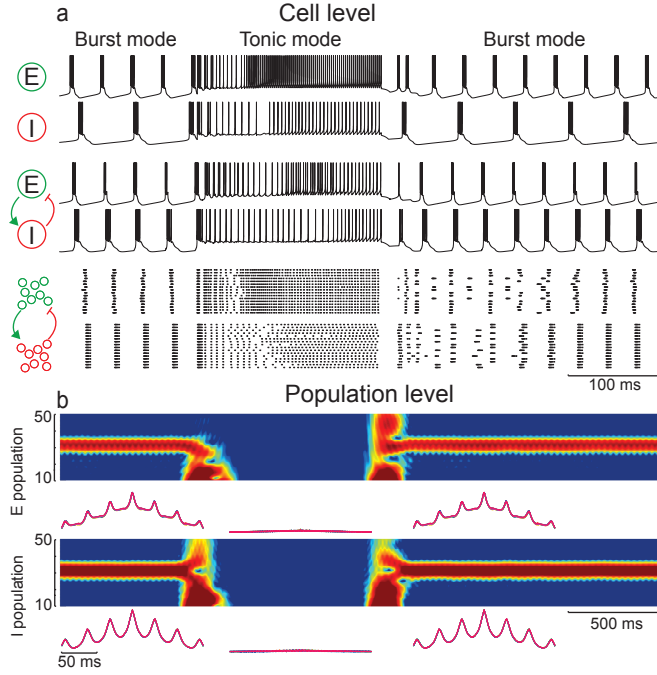 a
Cell level
Burst mode Tonic mode Burst mode
E
I
E
I
100 ms
b
Population level
50
E population
10
50
I population
10
500 ms
50 ms